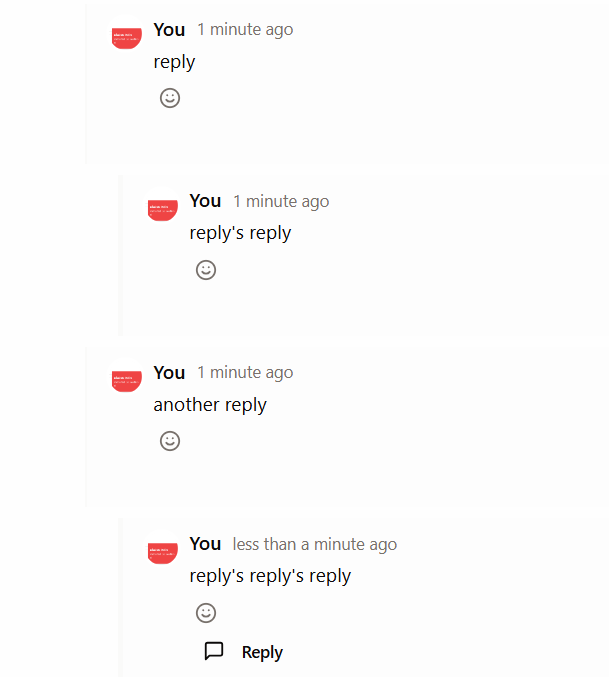 You 1 minute ago
reply
You 1 minute ago
reply's reply
You 1 minute ago
another reply
You less than a minute ago
reply's reply's reply
Reply